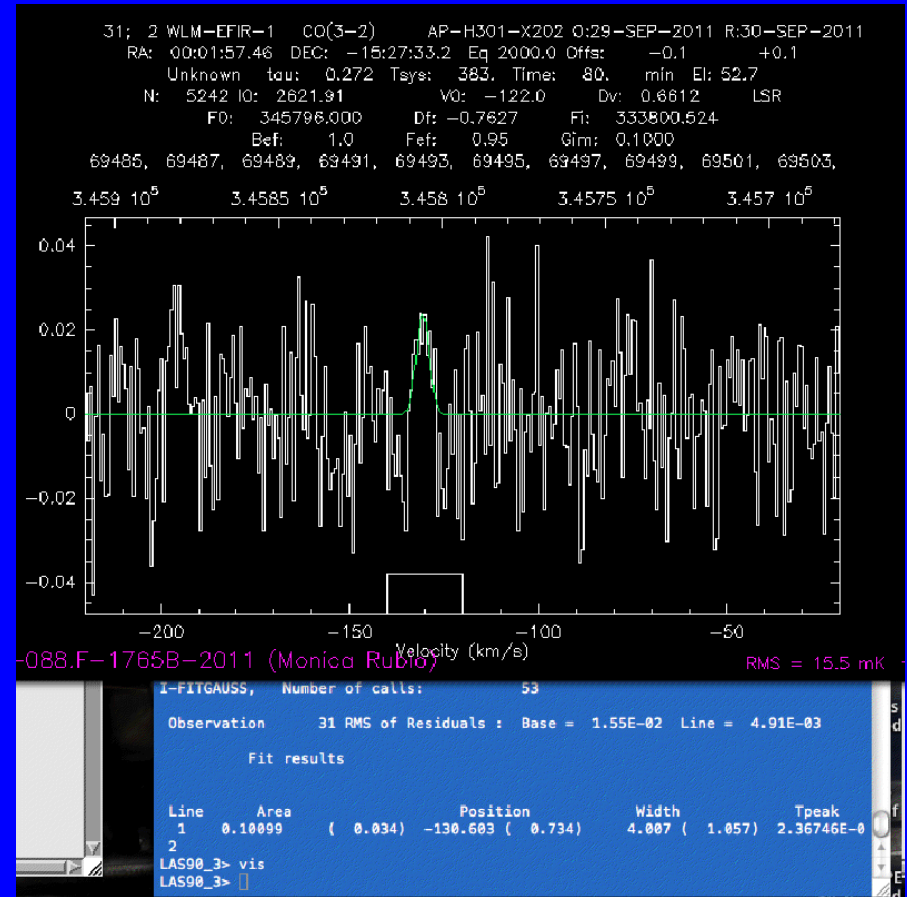 31; 2 WLM-EFIR-1 CO(3-2) AP-H301-X202 O:29-SEP-2011 R:30-SEP-2011
RA: 00:01:57.46 DEC: -15:27:33.2 Eq 2000.0 Offs: -0.1 +0.1
Unknown tau: 0.272 Tsys: 383. Time: 80. min El: 52.7
N: 5242 I0: 2621.91 V0: -122.0 Dv: 0.6612 LSR
F0: 345796.000 Df: -0.7627 Fi: 333800.524
Bef: 1.0 Fef: 0.95 Gim: 0.1000
69485, 69487, 69489, 69491, 69493, 69495, 69497, 69499, 69501, 69503,
3.459 10^5 3.4585 10^5 3.458 10^5 3.4575 10^5 3.457 10^5
0.04
0.02
0
-0.02
-0.04
-200 -150 -100 -50
Velocity (km/s)
-088.F-1765B-2011 (Monica Rubio)
RMS = 15.5 mK
I-FITGAUSS, Number of calls: 53
Observation 31 RMS of Residuals : Base = 1.55E-02 Line = 4.91E-03
Fit results
Line Area Position Width Tpeak
1 0.10099 ( 0.034) -130.603 ( 0.734) 4.007 ( 1.057) 2.36746E-0
2
LAS90_3> vis
LAS90_3>